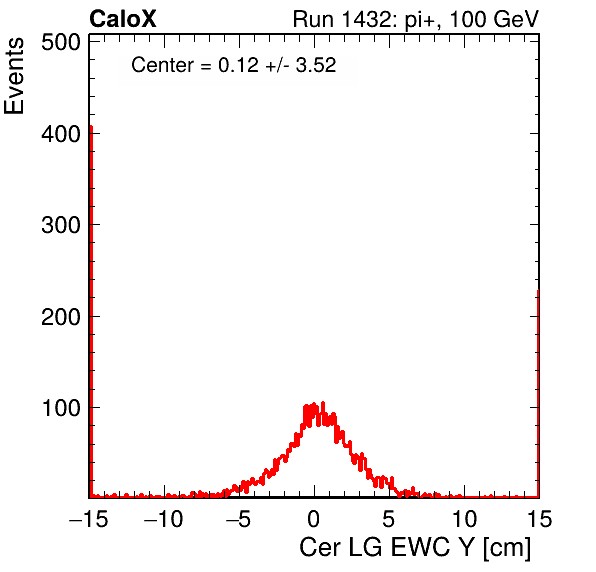 CaloX Run 1432: pi+, 100 GeV
Center = 0.12 +/- 3.52
Events
500
400
300
200
100
−15 −10 −5 0 5 10 15
Cer LG EWC Y [cm]